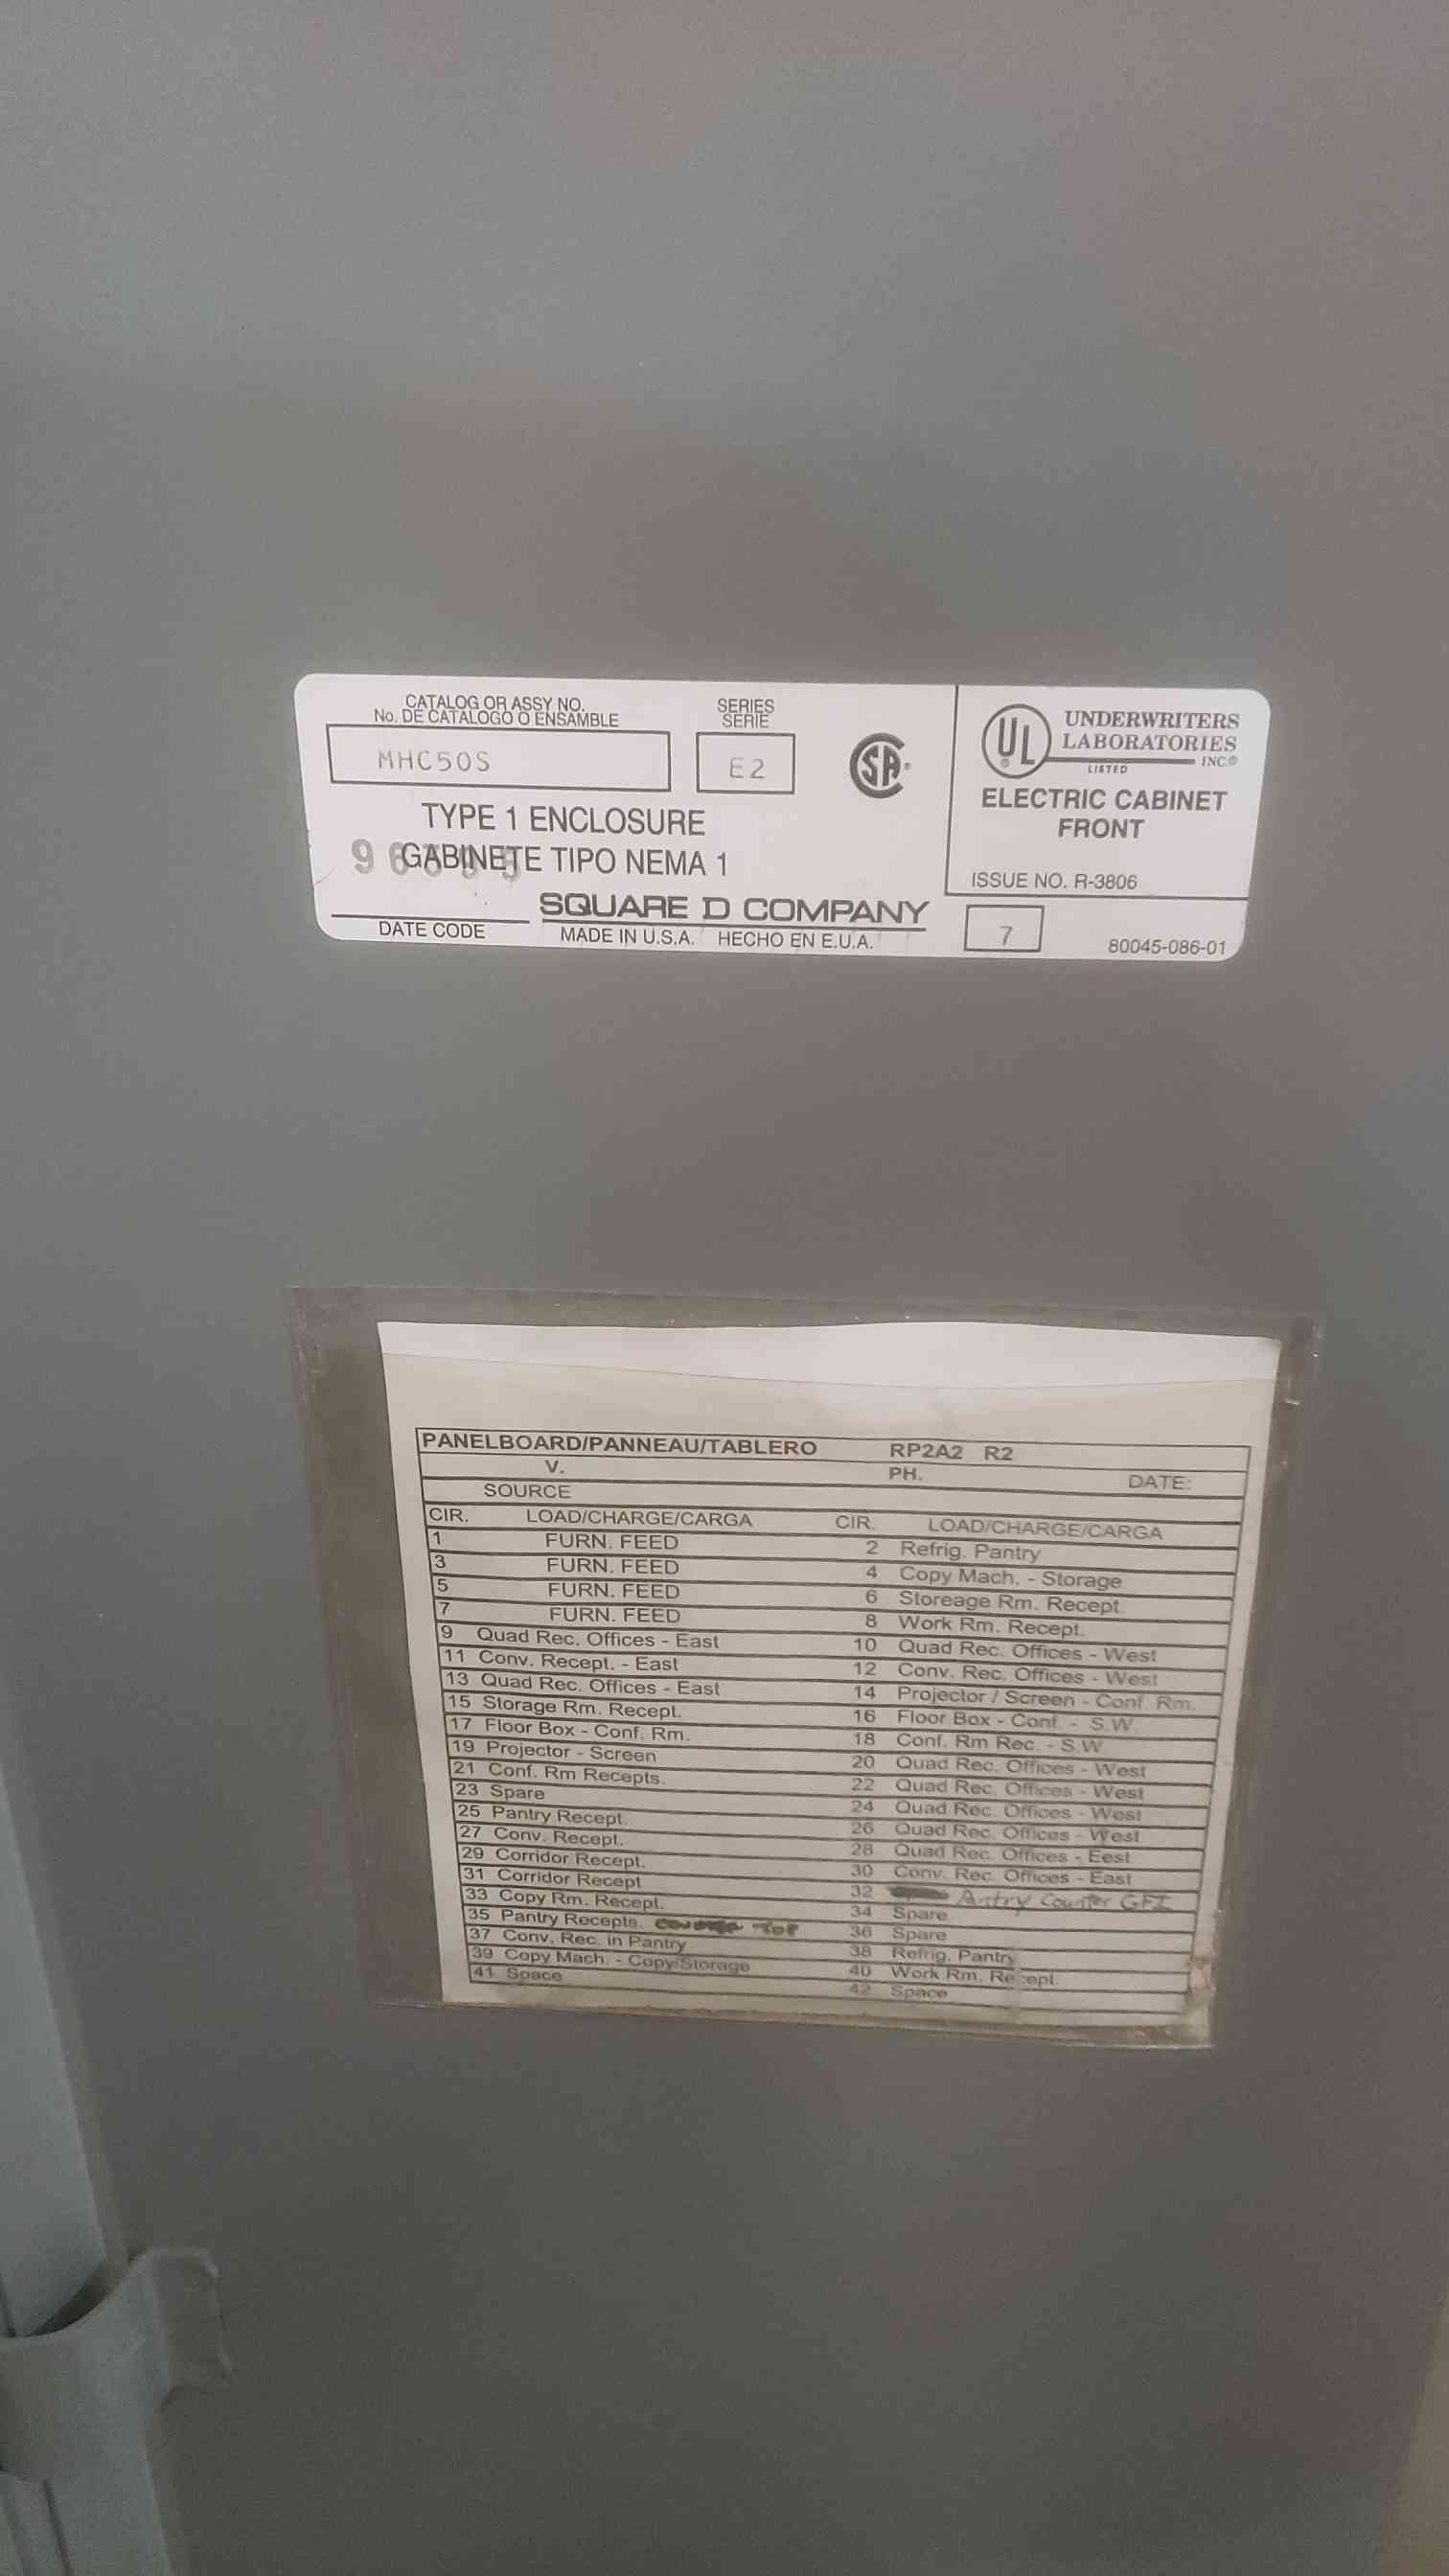 CATALOG OR ASSY NO.
No. DE CATALOGO O ENSAMBLE
MHC50S
SERIES
SERIE
E2
SA
TYPE 1 ENCLOSURE
GABINETE TIPO NEMA 1
SQUARE D COMPANY
DATE CODE
MADE IN U.S.A. HECHO EN E.U.A.
UL
UNDERWRITERS
LABORATORIES
INC.®
LISTED
ELECTRIC CABINET
FRONT
ISSUE NO. R-3806
7
80045-086-01
PANELBOARD/PANNEAU/TABLERO RP2A2 R2
V. PH. DATE:
SOURCE
CIR. LOAD/CHARGE/CARGA CIR. LOAD/CHARGE/CARGA
1 FURN. FEED 2 Refrig. Pantry
3 FURN. FEED 4 Copy Mach. - Storage
5 FURN. FEED 6 Storeage Rm. Recept.
7 FURN. FEED 8 Work Rm. Recept.
9 Quad Rec. Offices - East 10 Quad Rec. Offices - West
11 Conv. Recept. - East 12 Conv. Rec. Offices - West
13 Quad Rec. Offices - East 14 Projector / Screen - Conf. Rm.
15 Storage Rm. Recept. 16 Floor Box - Conf. - S.W.
17 Floor Box - Conf. Rm. 18 Conf. Rm Rec. - S.W
19 Projector - Screen 20 Quad Rec. Offices - West
21 Conf. Rm Recepts. 22 Quad Rec. Offices - West
23 Spare 24 Quad Rec. Offices - West
25 Pantry Recept. 26 Quad Rec. Offices - West
27 Conv. Recept. 28 Quad Rec. Offices - Eest
29 Corridor Recept. 30 Conv. Rec. Offices - East
31 Corridor Recept 32 Antry Counter GFI
33 Copy Rm. Recept. 34 Spare
35 Pantry Recepts. 36 Spare
37 Conv. Rec. in Pantry 38 Refrig. Pantry
39 Copy Mach. - Copy/Storage 40 Work Rm. Recept.
41 Space 42 Space